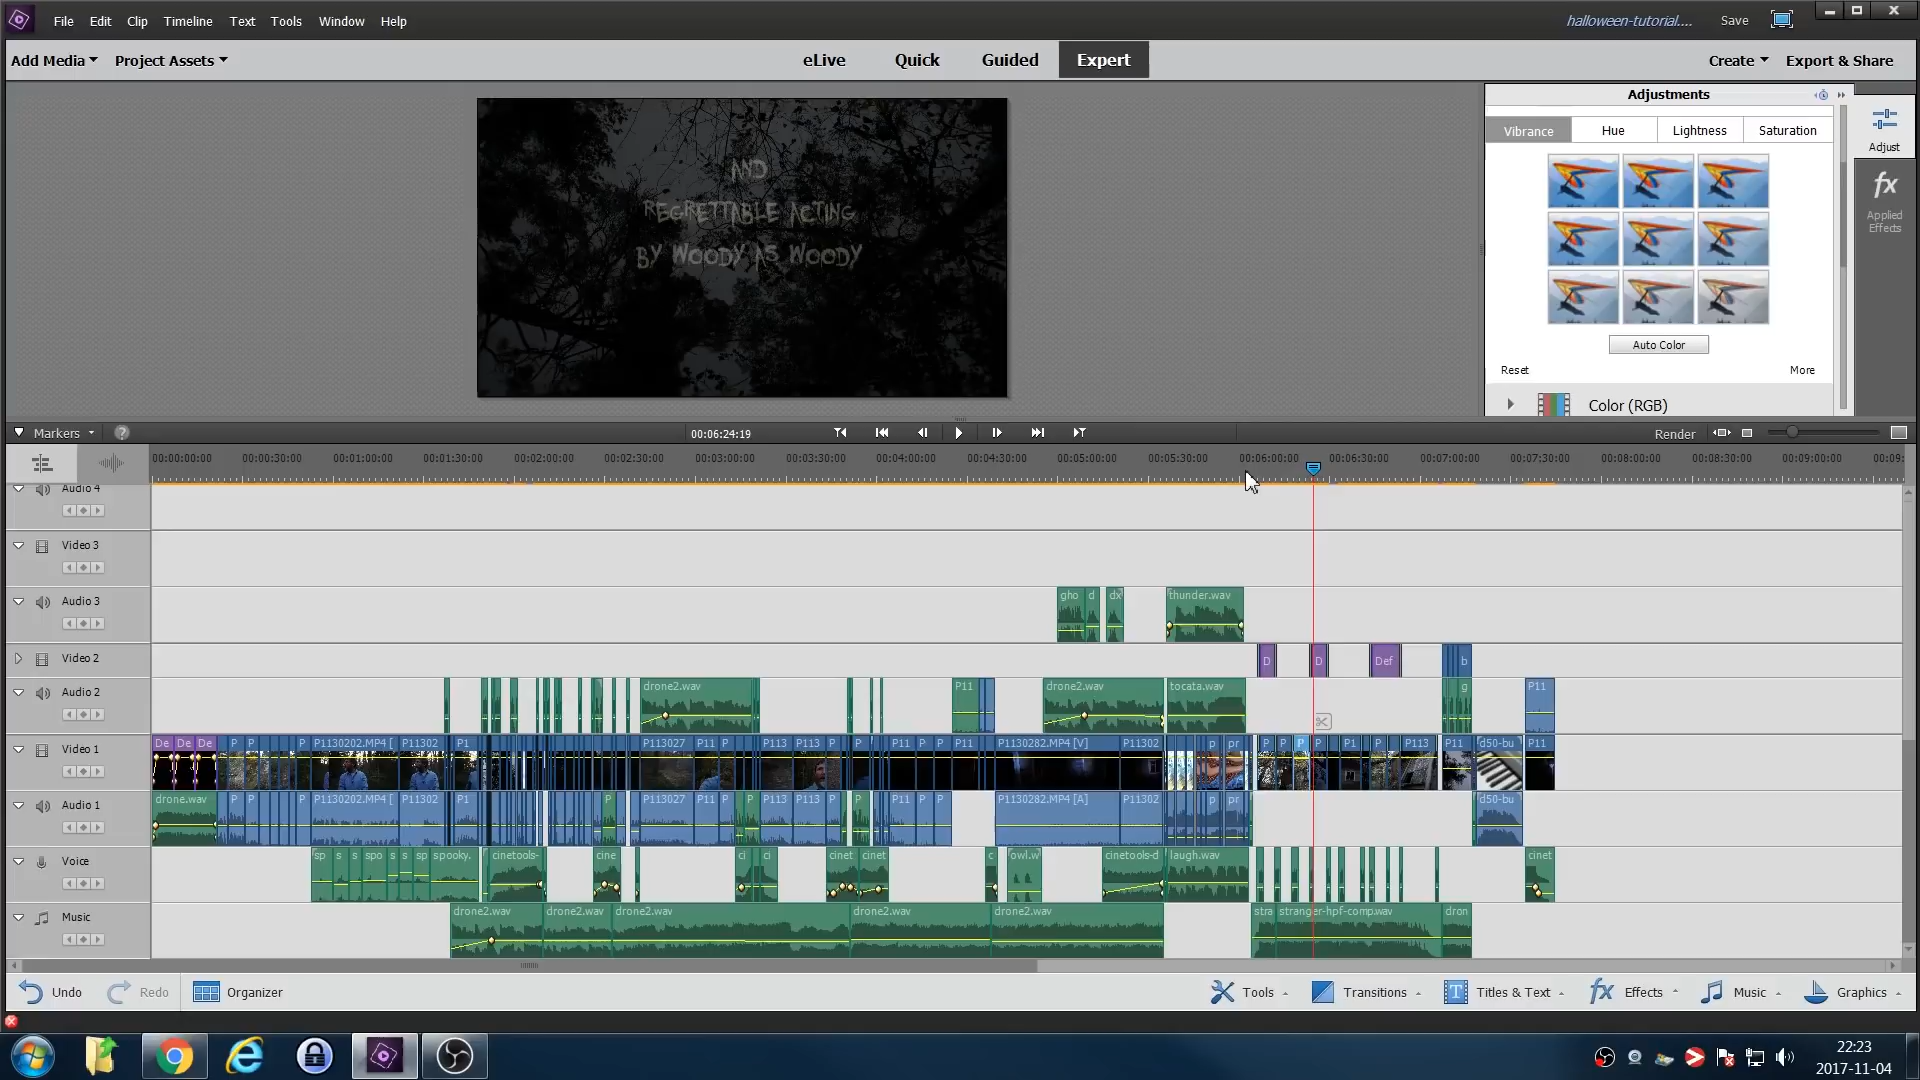 File Edit Clip Timeline Text Tools Window Help
halloween-tutorial.... Save
Add Media Project Assets
eLive Quick Guided Expert
Create Export & Share
AND
REGRETTABLE ACTING
BY WOODY AS WOODY
Adjustments
Vibrance Hue Lightness Saturation
Auto Color
Reset More
Color (RGB)
Adjust
fx
Applied
Effects
Markers ? 00:06:24:19 Render
00:00:00:00 00:00:30:00 00:01:00:00 00:01:30:00 00:02:00:00 00:02:30:00 00:03:00:00 00:03:30:00 00:04:00:00 00:04:30:00 00:05:00:00 00:05:30:00 00:06:00:00 00:06:30:00 00:07:00:00 00:07:30:00 00:08:00:00 00:08:30:00 00:09:00:00 00:09:
Audio 4
Video 3
Audio 3 gho d dx thunder.wav
Video 2 D D Def b
Audio 2 drone2.wav P11 drone2.wav tocata.wav g P11
Video 1 De De De P P P P1130202.MP4 [ P11302 P1 P113027 P11 P P113 P113 P P P11 P P P11 P1130282.MP4 [V] P11302 p pr P P P P P1 P P113 P11 d50-bu P11
Audio 1 drone.wav P P P P1130202.MP4 [ P11302 P1 P P113027 P11 P P P113 P113 P P P11 P P P1130282.MP4 [A] P11302 p pr d50-bu
Voice sp s s spo s s sp spooky. cinetools- cine ci ci cinet cinet c owl.w cinetools-d laugh.wav cinet
Music drone2.wav drone2.wav drone2.wav drone2.wav drone2.wav stra stranger-hpf-comp.wav dron
Undo Redo Organizer
Tools Transitions Titles & Text Effects Music Graphics
22:23
2017-11-04